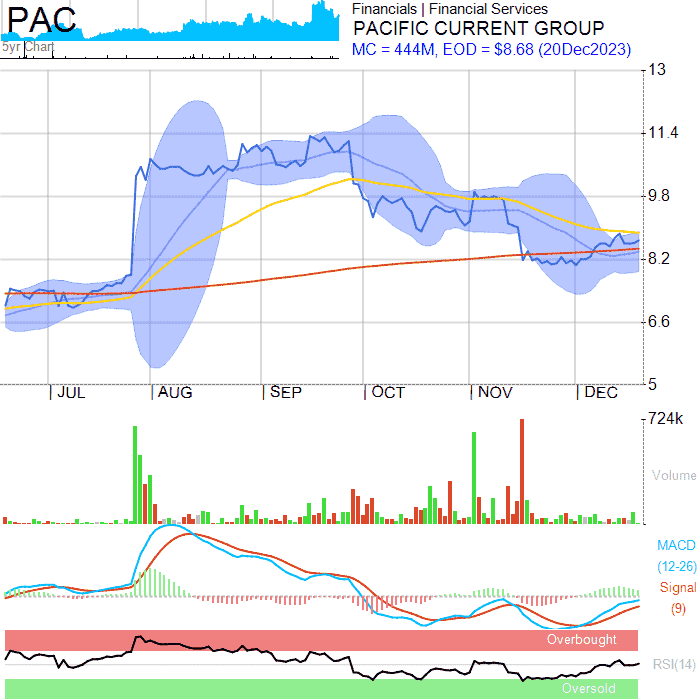 PAC
5yr Chart
Financials | Financial Services
PACIFIC CURRENT GROUP
MC = 444M, EOD = $8.68 (20Dec2023)
13
11.4
9.8
8.2
6.6
5
JUL AUG SEP OCT NOV DEC
724k
Volume
MACD
(12-26)
Signal
(9)
Overbought
RSI(14)
Oversold